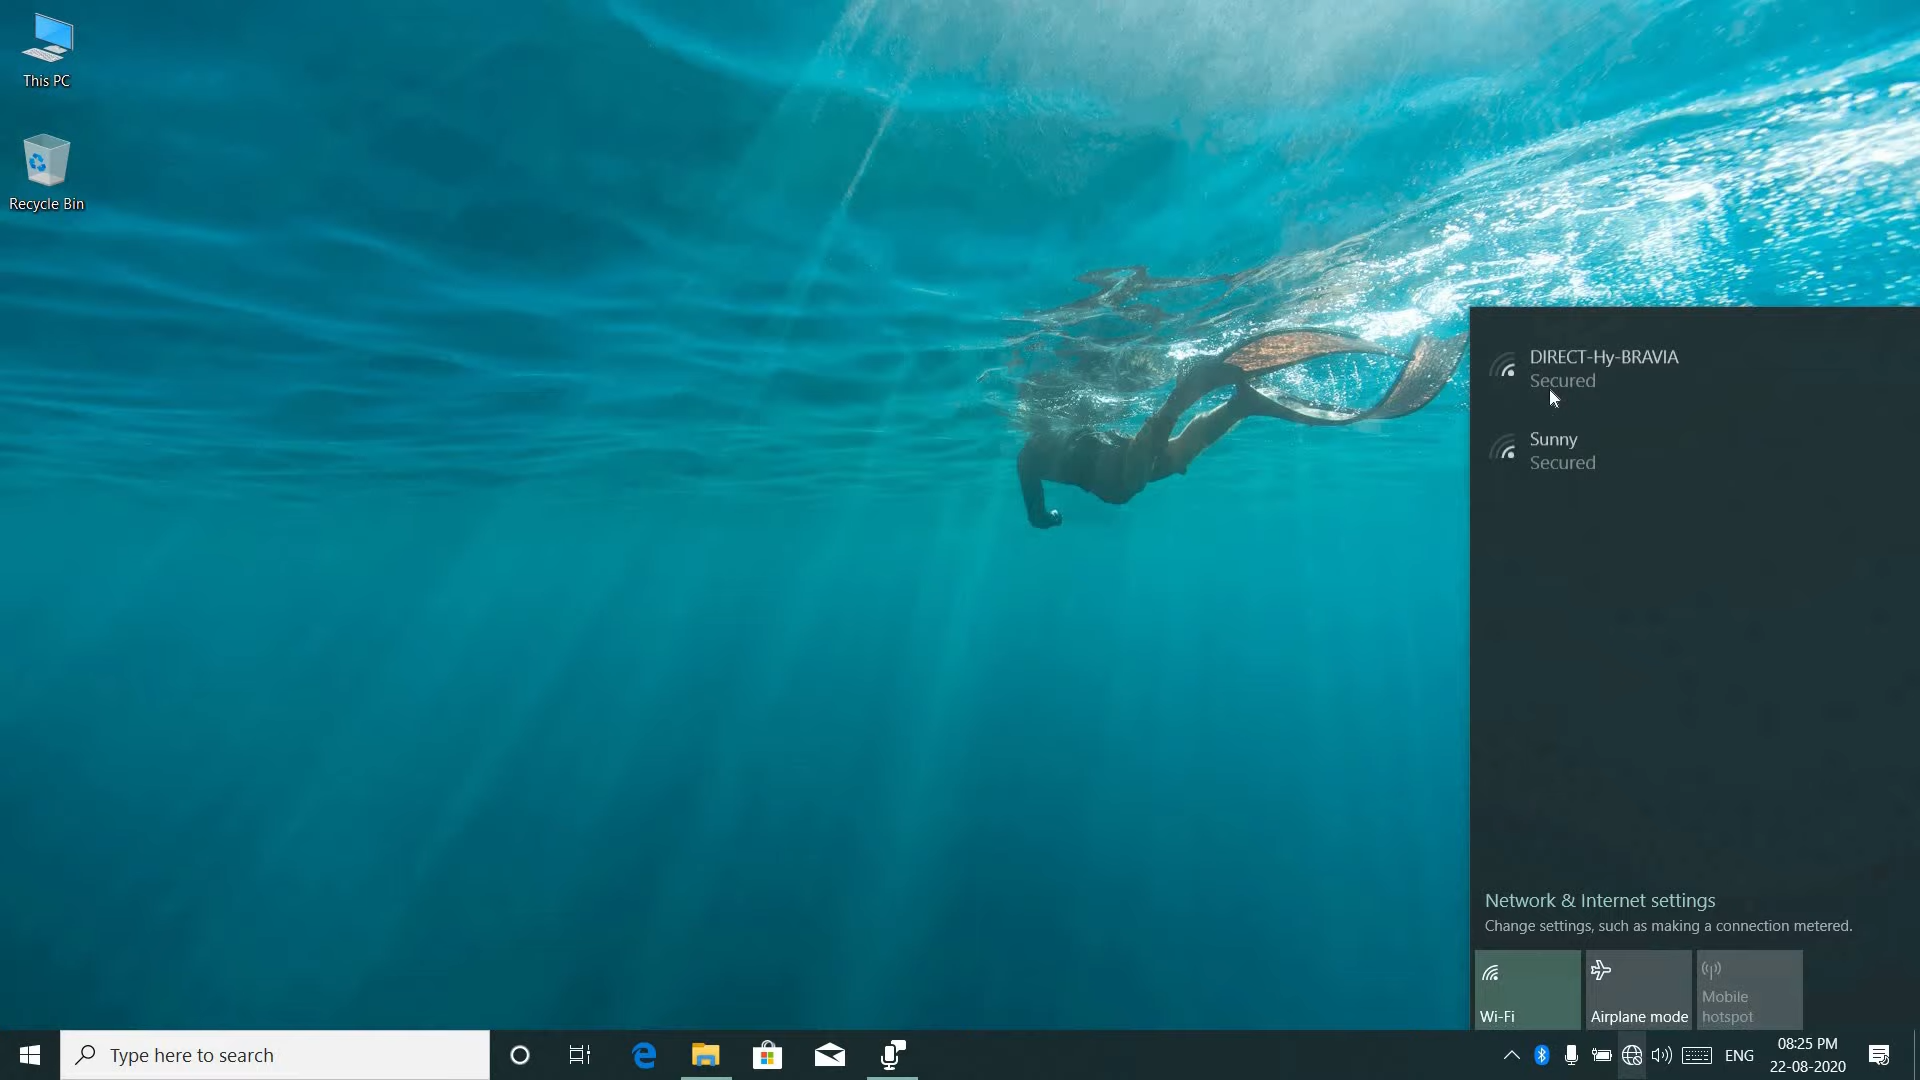 This PC
Recycle Bin
DIRECT-Hy-BRAVIA
Secured
Sunny
Secured
Network & Internet settings
Change settings, such as making a connection metered.
Wi-Fi
Airplane mode
Mobile
hotspot
Type here to search
ENG
08:25 PM
22-08-2020